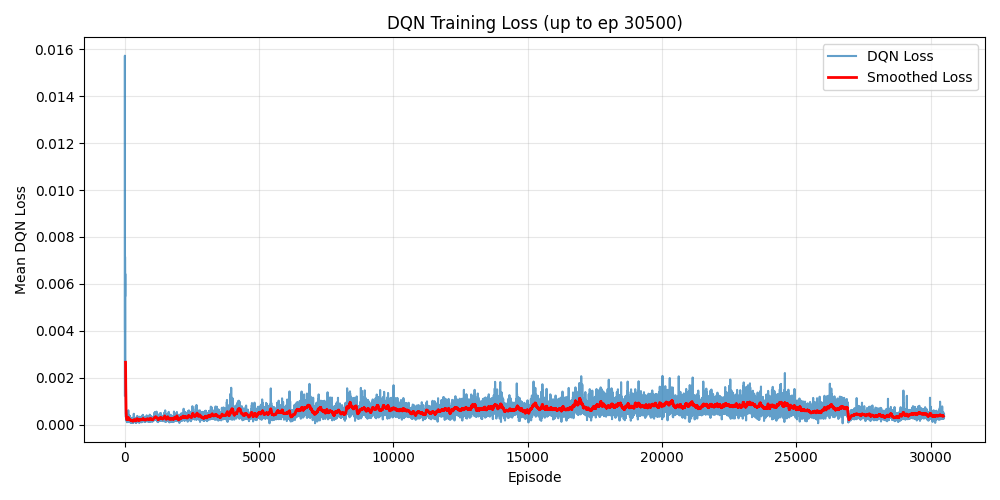 DQN Training Loss (up to ep 30500)
DQN Loss
Smoothed Loss
Mean DQN Loss
0.016
0.014
0.012
0.010
0.008
0.006
0.004
0.002
0.000
0 5000 10000 15000 20000 25000 30000
Episode